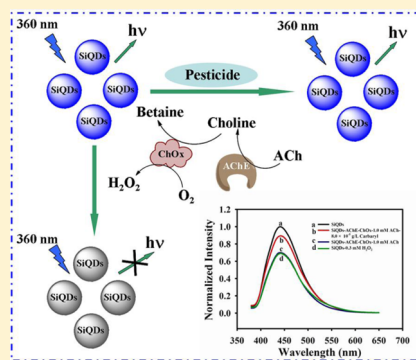 360 nm
hν
SiQDs
SiQDs
SiQDs
SiQDs
Pesticide
360 nm
hν
SiQDs
SiQDs
SiQDs
SiQDs
Betaine
Choline
ChOx
AChE
ACh
H₂O₂
O₂
360 nm
hν
SiQDs
SiQDs
SiQDs
SiQDs
Normalized Intensity
1.0
0.8
0.6
0.4
0.2
0.0
350 400 450 500 550 600 650 700
Wavelength (nm)
a
b
c
d
a SiQDs
b SiQDs-AChE-ChOx-1.0 mM ACh-
g/L Carbaryl
c SiQDs-AChE-ChOx-1.0 mM ACh
d SiQDs-0.5 mM H₂O₂